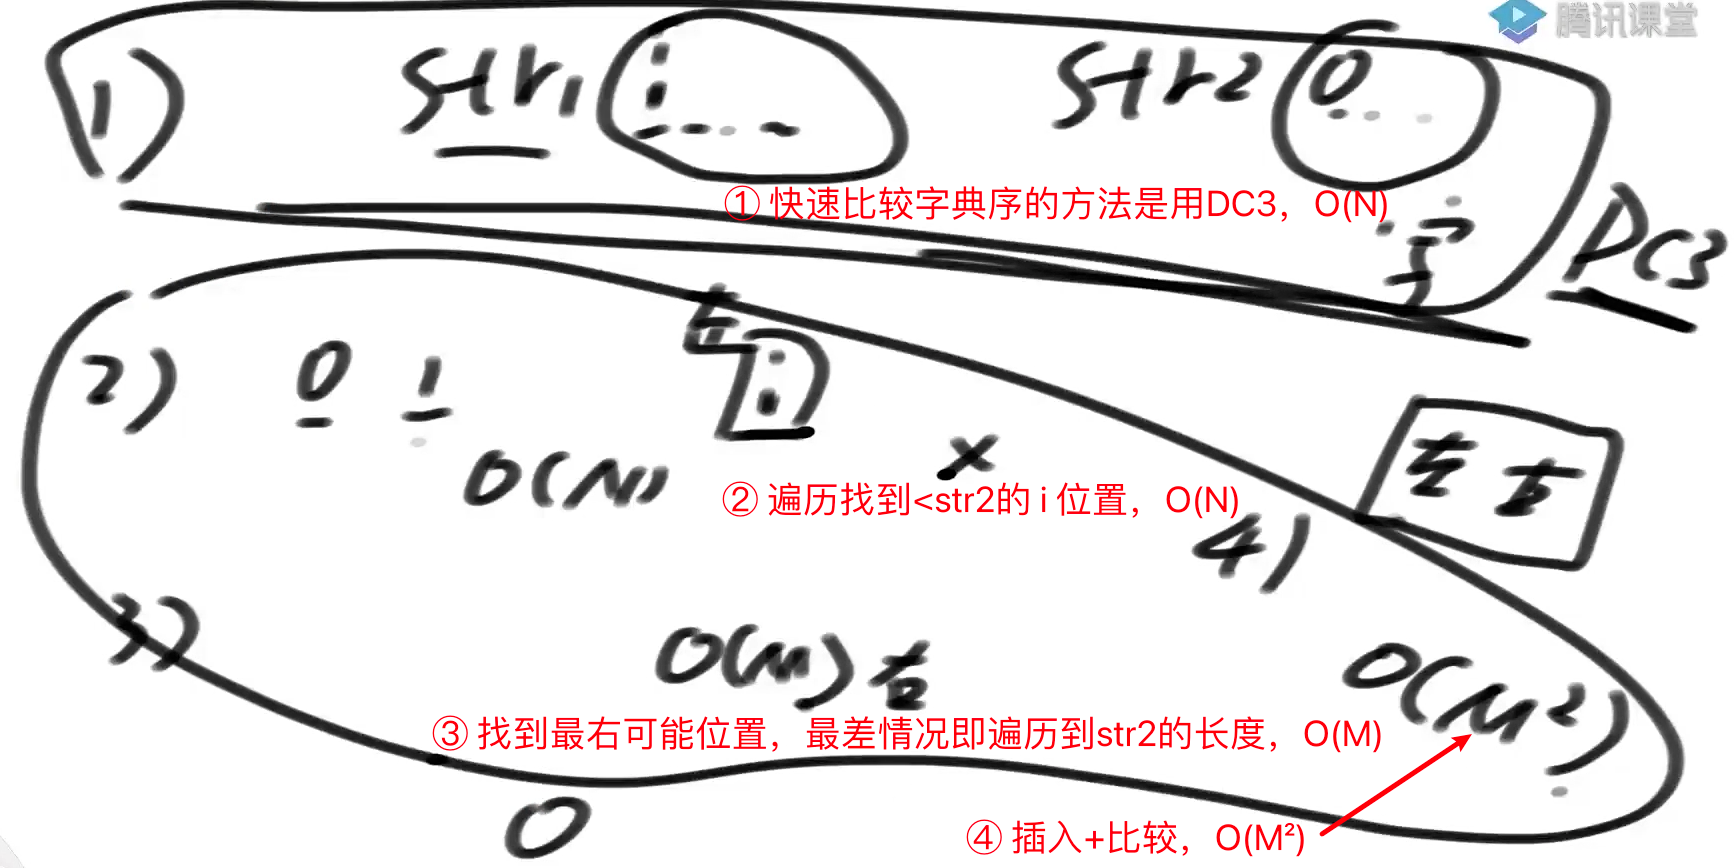 腾讯课堂
1) str1 str2 0
① 快速比较字典序的方法是用DC3，O(N)
DC3
2) 0 1 左 i x
O(N)
左 右
② 遍历找到<str2的 i 位置，O(N)
4)
3) O(M) 右 O(M²)
③ 找到最右可能位置，最差情况即遍历到str2的长度，O(M)
④ 插入+比较，O(M²)